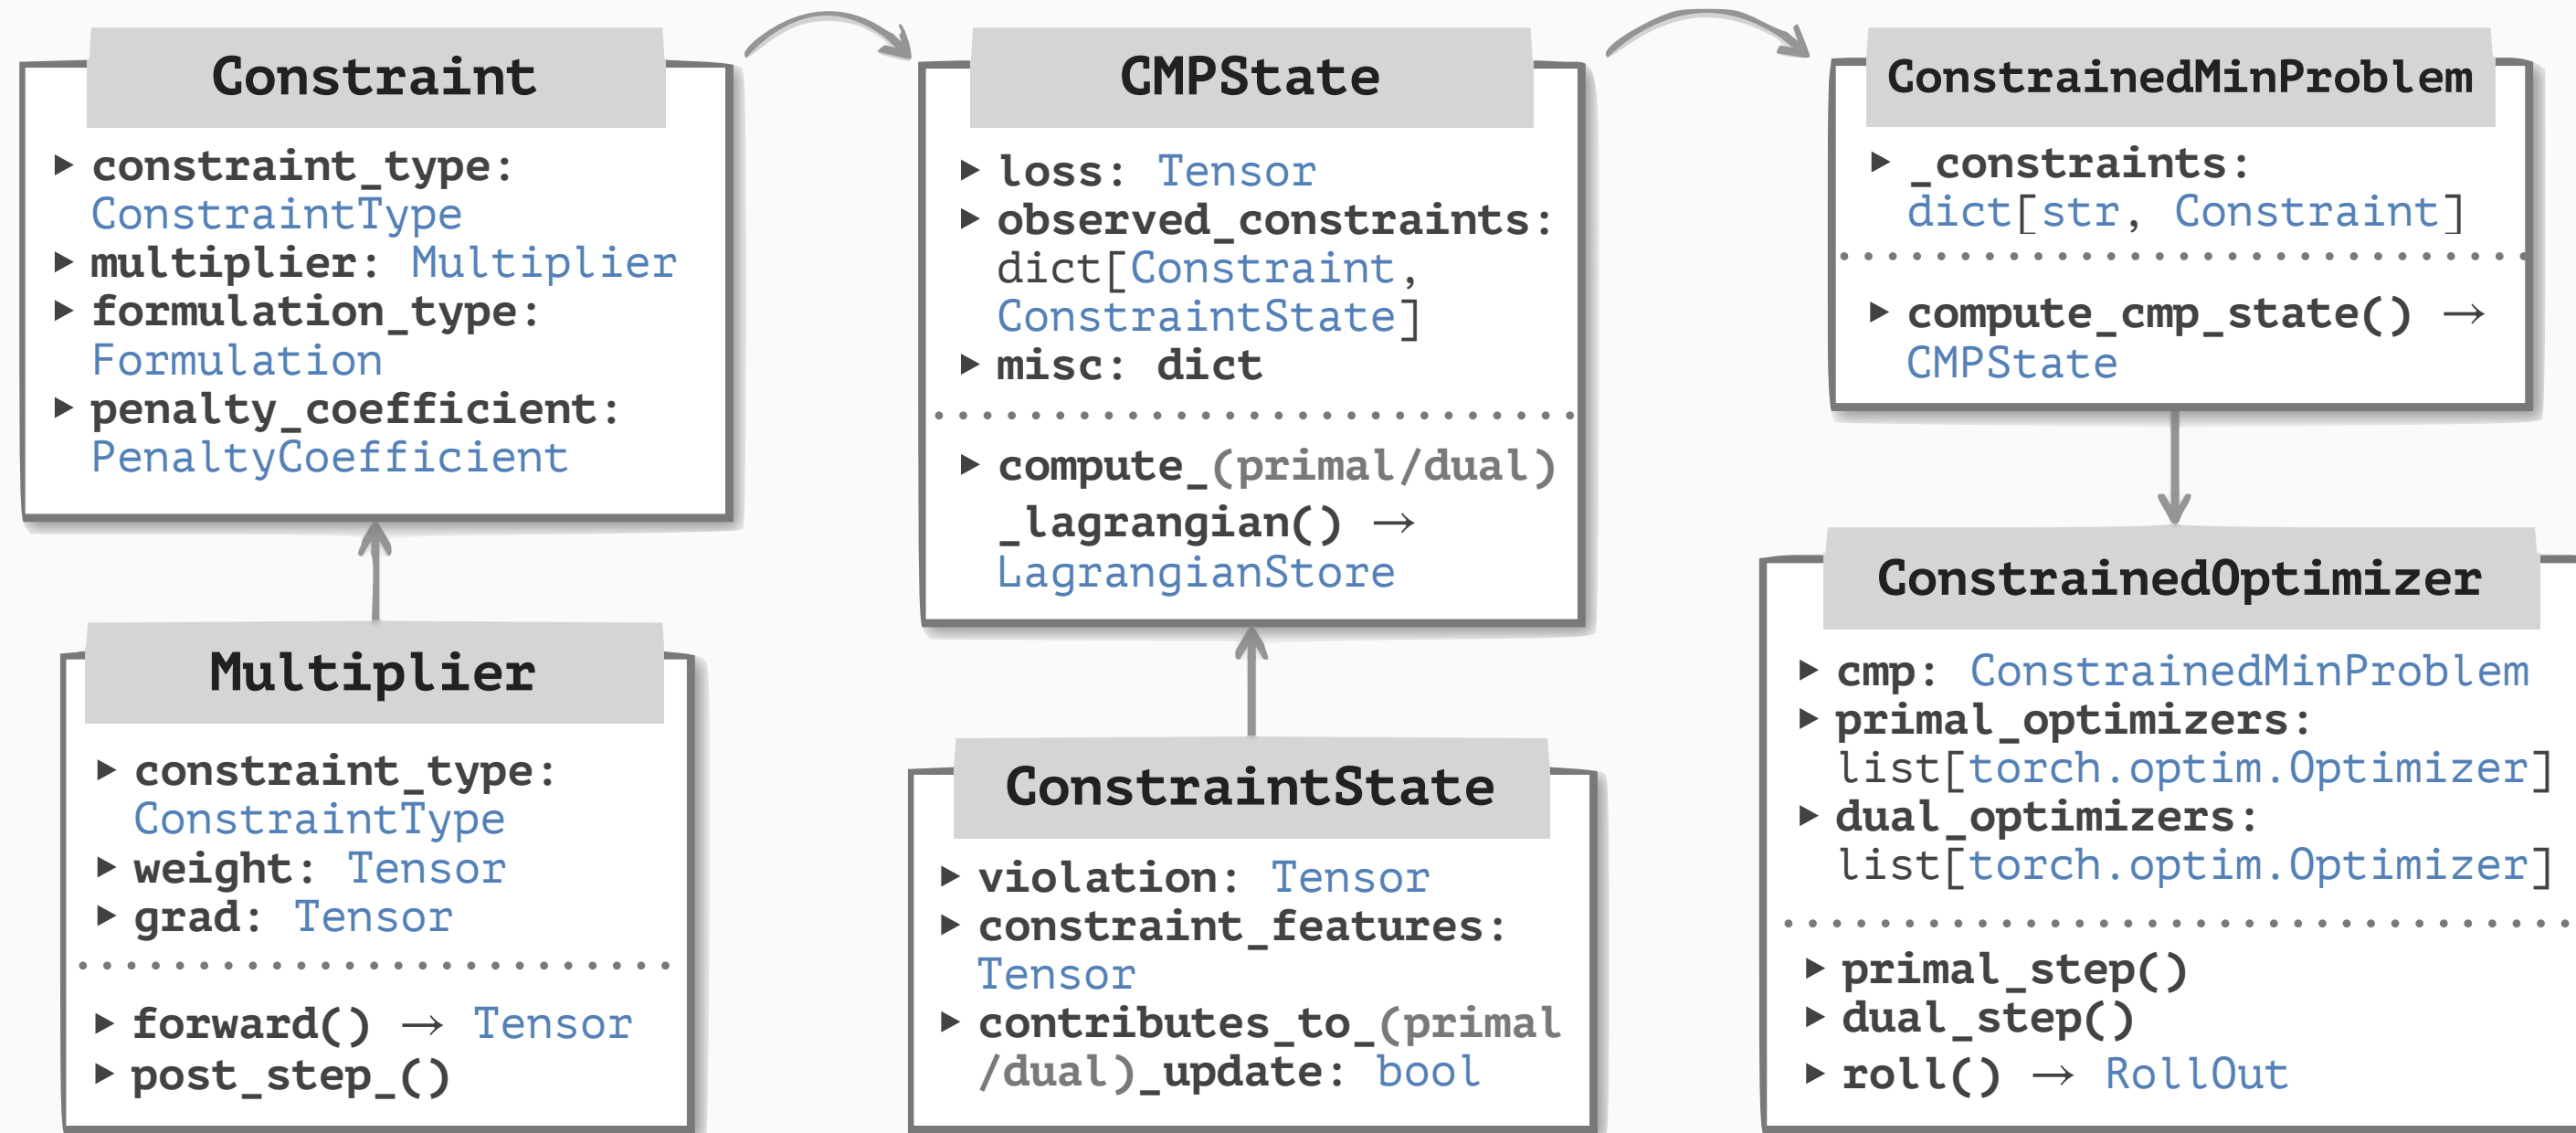 Constraint
▸ constraint_type:
ConstraintType
▸ multiplier: Multiplier
▸ formulation_type:
Formulation
▸ penalty_coefficient:
PenaltyCoefficient
Multiplier
▸ constraint_type:
ConstraintType
▸ weight: Tensor
▸ grad: Tensor
▸ forward() → Tensor
▸ post_step_()
CMPState
▸ loss: Tensor
▸ observed_constraints:
dict[Constraint,
ConstraintState]
▸ misc: dict
▸ compute_(primal/dual)
_lagrangian() →
LagrangianStore
ConstraintState
▸ violation: Tensor
▸ constraint_features:
Tensor
▸ contributes_to_(primal
/dual)_update: bool
ConstrainedMinProblem
▸ _constraints:
dict[str, Constraint]
▸ compute_cmp_state() →
CMPState
ConstrainedOptimizer
▸ cmp: ConstrainedMinProblem
▸ primal_optimizers:
list[torch.optim.Optimizer]
▸ dual_optimizers:
list[torch.optim.Optimizer]
▸ primal_step()
▸ dual_step()
▸ roll() → RollOut